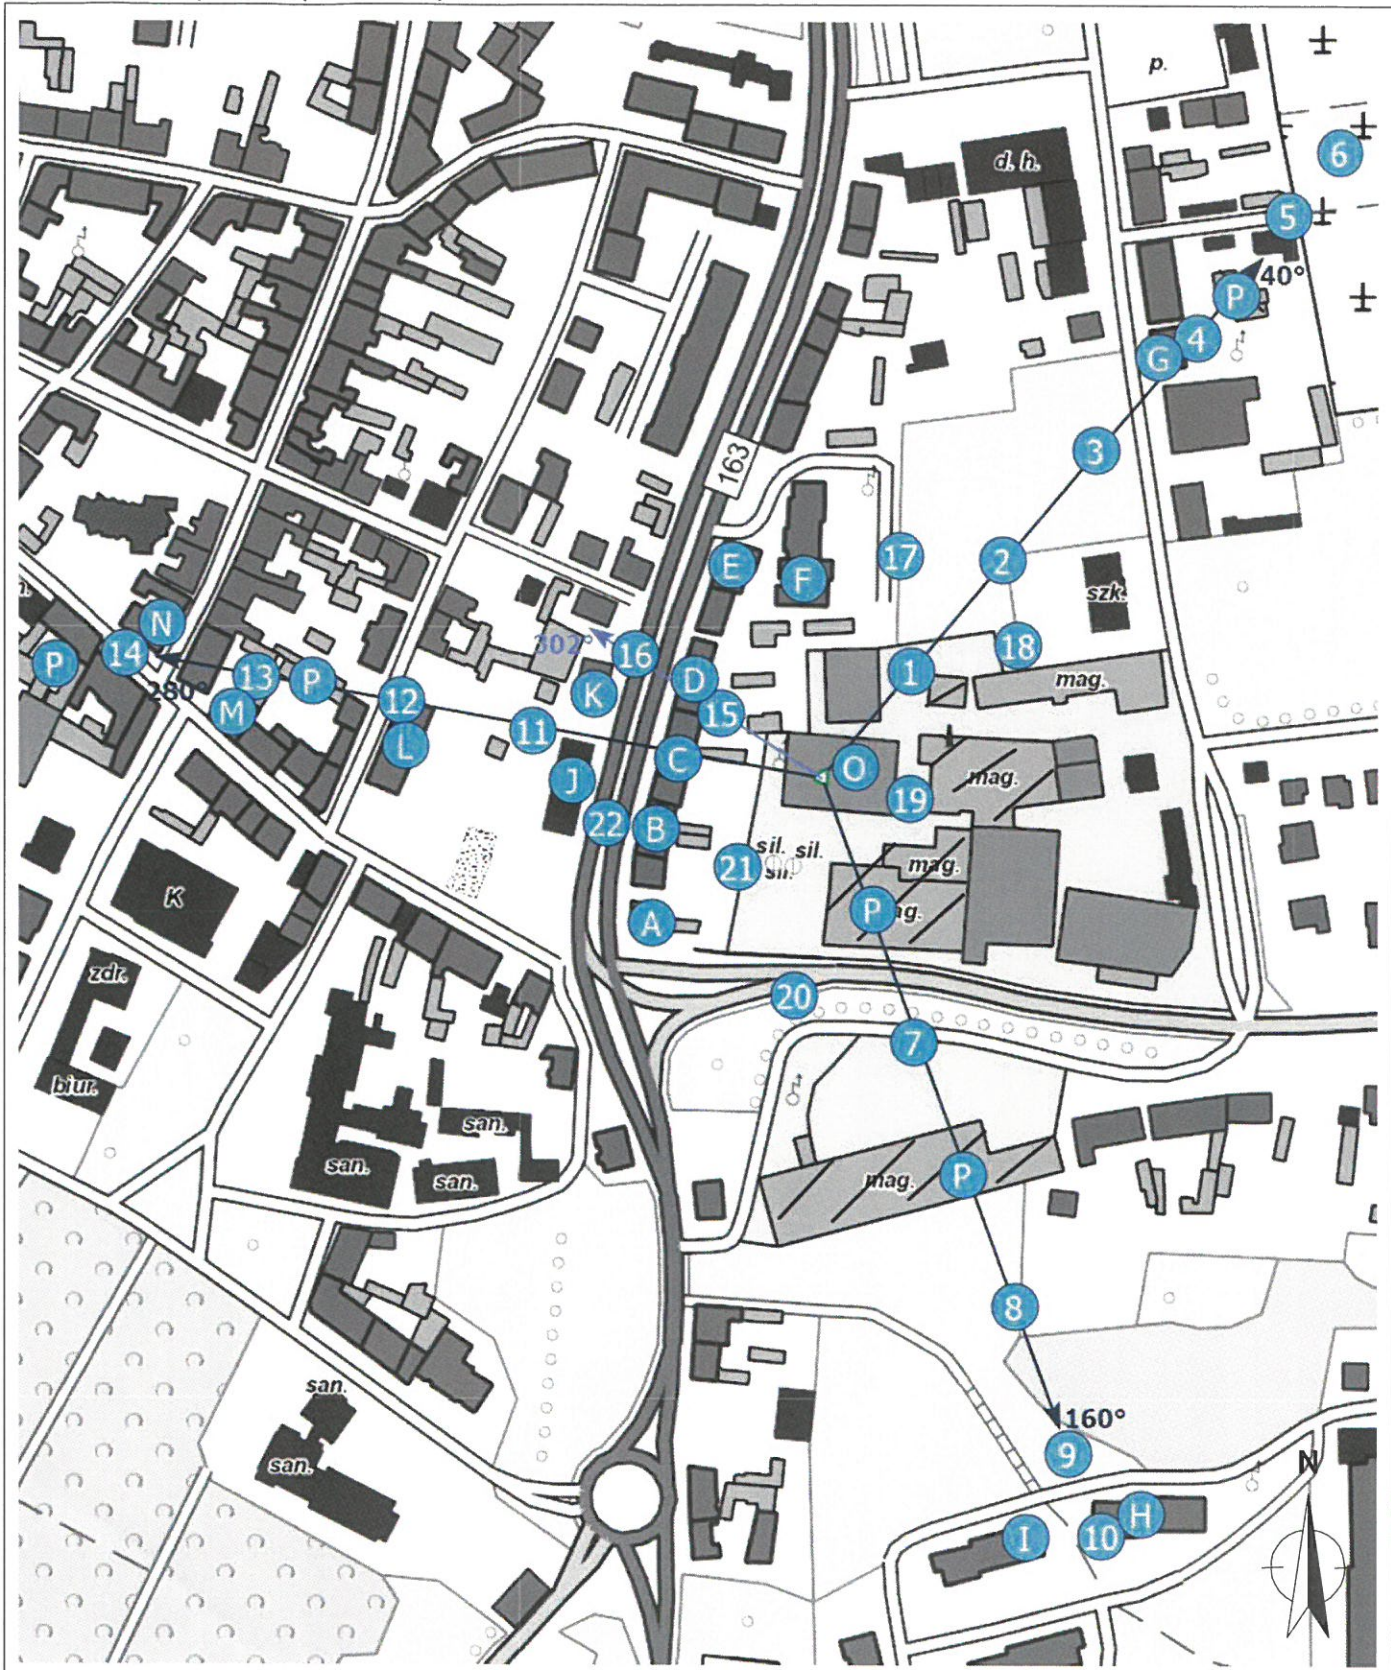 p.
6
d. h.
5
40°
P
4
G
3
163
E
F
17
2
szk.
n.
N
14
P
302°
16
18
280°
13
P
K
D
1
mag.
M
12
15
L
11
C
O
mag.
J
19
22
B
sil.
sil.
sil.
21
mag.
K
A
P
mag.
zdr.
20
7
biur.
san.
san.
san.
mag.
P
8
san.
160°
san.
9
N
H
I
10